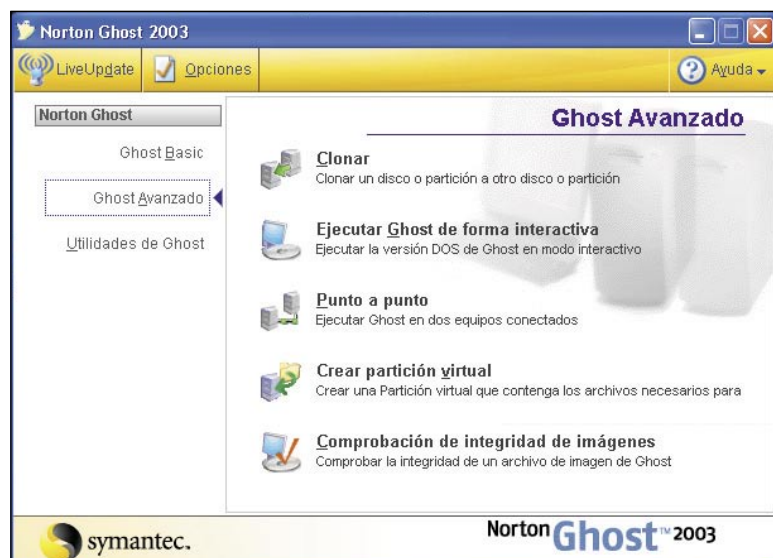 Norton Ghost 2003
LiveUpdate
Opciones
Ayuda
Norton Ghost
Ghost Basic
Ghost Avanzado
Utilidades de Ghost
Ghost Avanzado
Clonar
Clonar un disco o partición a otro disco o partición
Ejecutar Ghost de forma interactiva
Ejecutar la versión DOS de Ghost en modo interactivo
Punto a punto
Ejecutar Ghost en dos equipos conectados
Crear partición virtual
Crear una Partición virtual que contenga los archivos necesarios para
Comprobación de integridad de imágenes
Comprobar la integridad de un archivo de imagen de Ghost
symantec.
Norton Ghost™ 2003